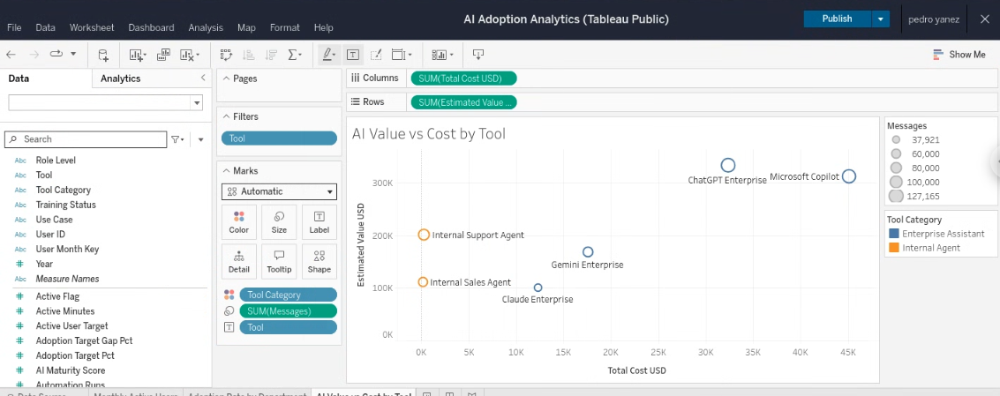 AI Adoption Analytics (Tableau Public)
Publish
pedro yanez
File Data Worksheet Dashboard Analysis Map Format Help
Show Me
Data
Analytics
Search
Abc Role Level
Abc Tool
Abc Tool Category
Abc Training Status
Abc Use Case
Abc User ID
Abc User Month Key
# Year
Abc Measure Names
# Active Flag
# Active Minutes
# Active User Target
# Adoption Target Gap Pct
# Adoption Target Pct
# AI Maturity Score
# Automation Runs
Pages
Filters
Tool
Marks
Automatic
Color
Size
Label
Detail
Tooltip
Shape
Tool Category
SUM(Messages)
Tool
Columns
SUM(Total Cost USD)
Rows
SUM(Estimated Value ...
AI Value vs Cost by Tool
Estimated Value USD
300K
200K
100K
0K
ChatGPT Enterprise
Microsoft Copilot
Internal Support Agent
Gemini Enterprise
Internal Sales Agent
Claude Enterprise
0K 5K 10K 15K 20K 25K 30K 35K 40K 45K
Total Cost USD
Messages
37,921
60,000
80,000
100,000
127,165
Tool Category
Enterprise Assistant
Internal Agent
Data Source
Monthly Active Users
Adoption Rate by Department
AI Value vs Cost by Tool